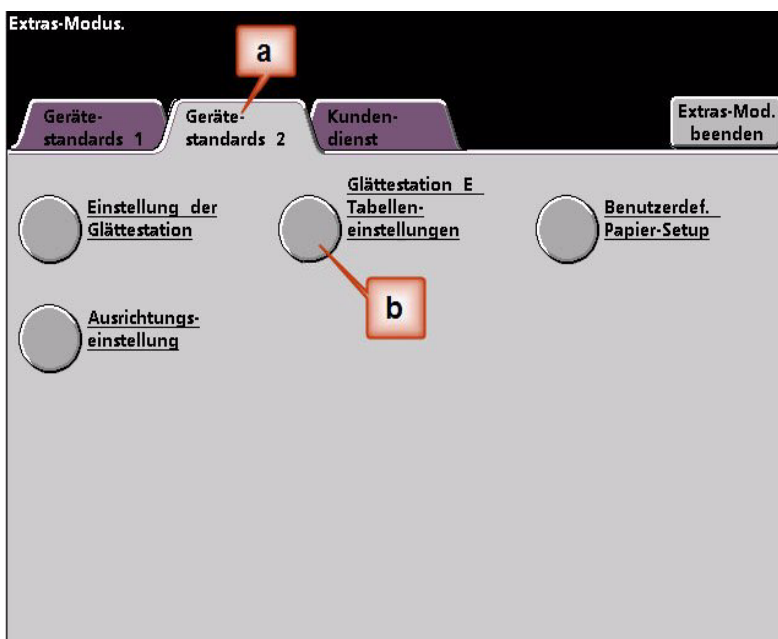 Extras-Modus.
a
Geräte-
standards 1
Geräte-
standards 2
Kunden-
dienst
Extras-Mod.
beenden
Einstellung der
Glättestation
Glättestation E
Tabellen-
einstellungen
Benutzerdef.
Papier-Setup
b
Ausrichtungs-
einstellung